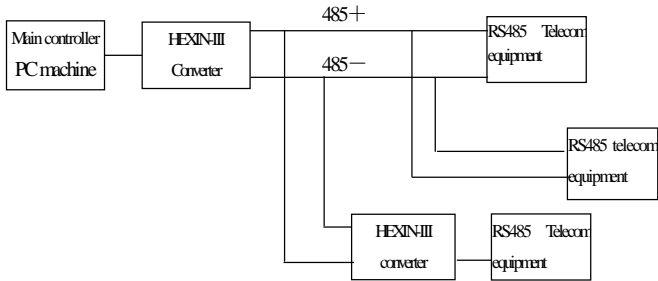 Main controller
PC machine
HEXIN-III
Converter
485+
485-
RS485 Telecom
equipment
RS485 telecom
equipment
HEXIN-III
converter
RS485 Telecom
equipment